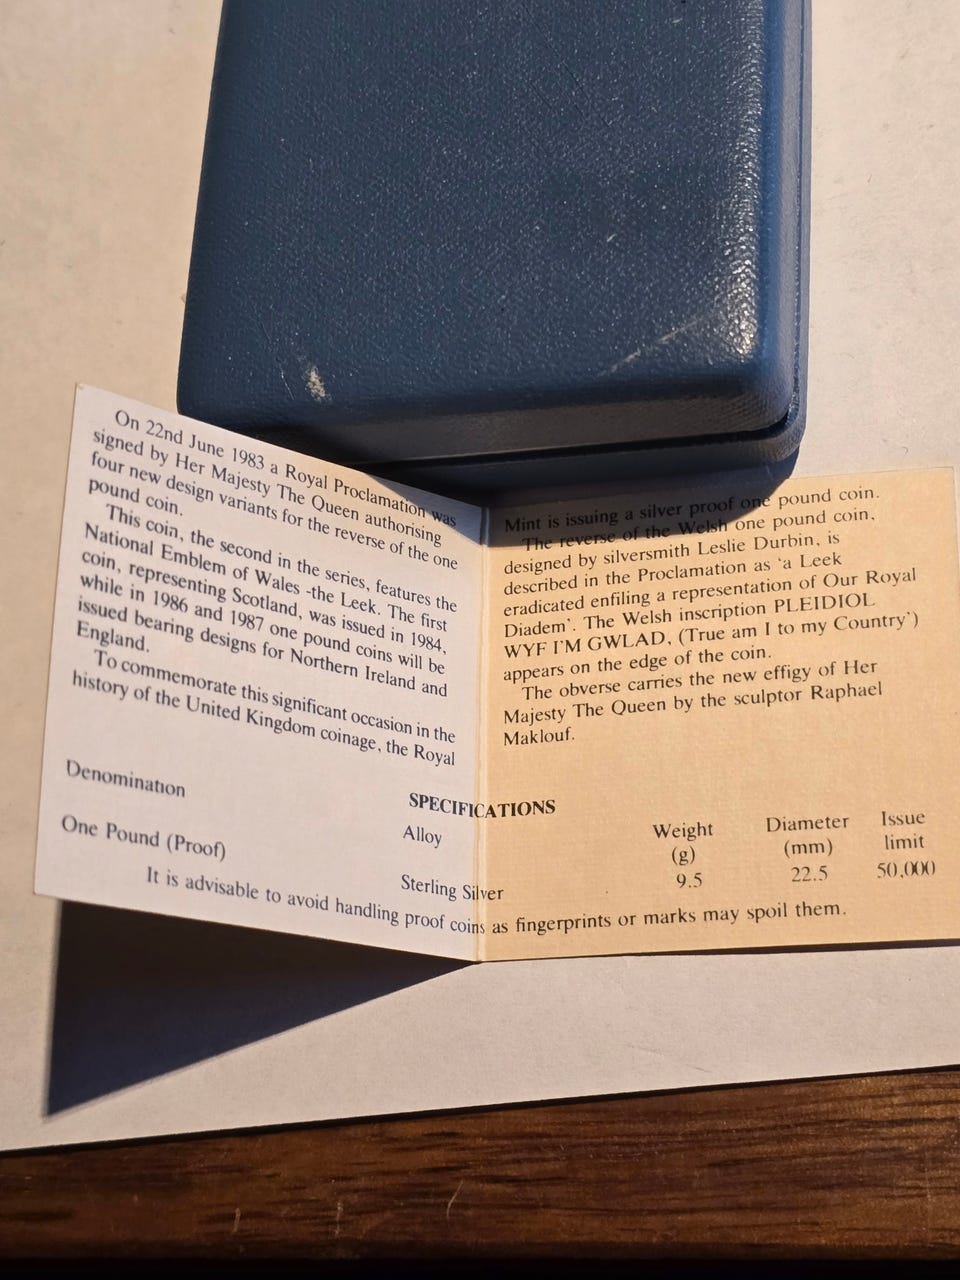 On 22nd June 1983 a Royal Proclamation was
signed by Her Majesty The Queen authorising
four new design variants for the reverse of the one
pound coin.
This coin, the second in the series, features the
National Emblem of Wales -the Leek. The first
coin, representing Scotland, was issued in 1984,
while in 1986 and 1987 one pound coins will be
issued bearing designs for Northern Ireland and
England.
To commemorate this significant occasion in the
history of the United Kingdom coinage, the Royal
Mint is issuing a silver proof one pound coin.
The reverse of the Welsh one pound coin,
designed by silversmith Leslie Durbin, is
described in the Proclamation as 'a Leek
eradicated enfiling a representation of Our Royal
Diadem'. The Welsh inscription PLEIDIOL
WYF I'M GWLAD, (True am I to my Country')
appears on the edge of the coin.
The obverse carries the new effigy of Her
Majesty The Queen by the sculptor Raphael
Maklouf.
SPECIFICATIONS
Denomination Alloy Weight Diameter Issue
(g) (mm) limit
One Pound (Proof) Sterling Silver 9.5 22.5 50,000
It is advisable to avoid handling proof coins as fingerprints or marks may spoil them.